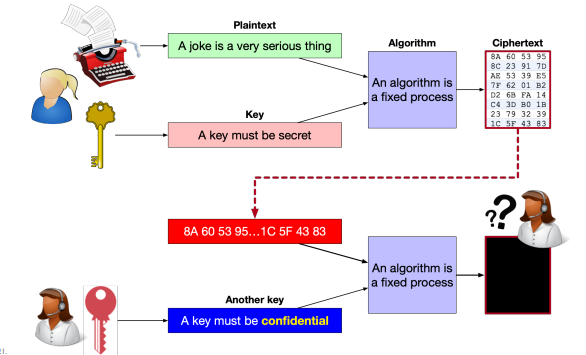 Plaintext
A joke is a very serious thing
Algorithm
Ciphertext
An algorithm is
a fixed process
8A 60 53 95
8C 23 91 7D
AE 53 39 E5
7F 62 01 B2
D2 6B FA 14
C4 3D B0 1B
23 79 32 39
1C 5F 43 83
Key
A key must be secret
??
8A 60 53 95...1C 5F 43 83
An algorithm is
a fixed process
Another key
A key must be confidential